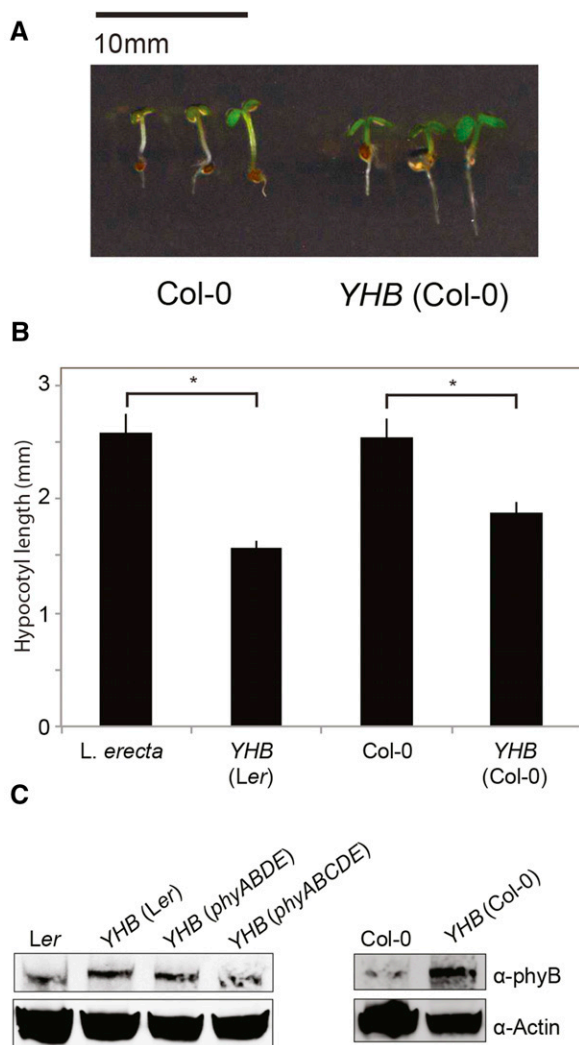 A
10mm
Col-0
YHB (Col-0)
B
Hypocotyl length (mm)
3
2
1
0
*
*
L. erecta
YHB
(Ler)
Col-0
YHB
(Col-0)
C
Ler
YHB (Ler)
YHB (phyABDE)
YHB (phyABCDE)
Col-0
YHB (Col-0)
α-phyB
α-Actin